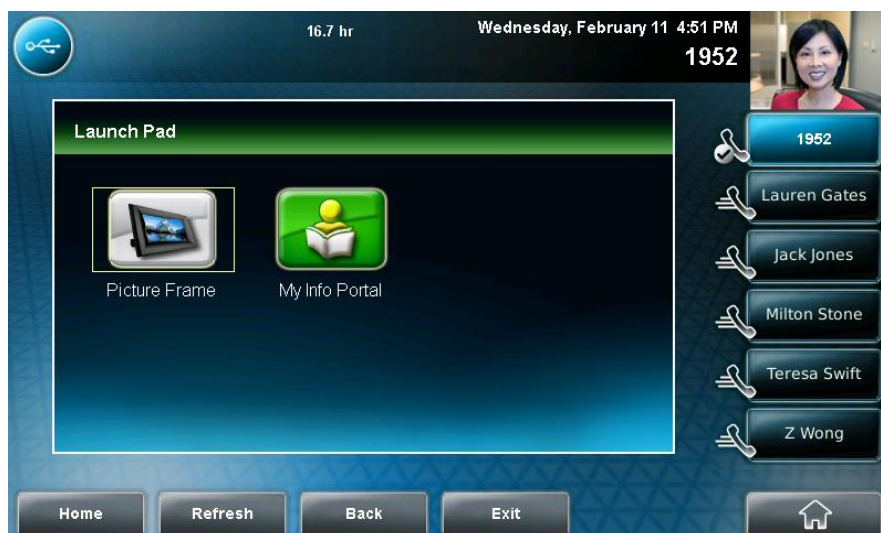 16.7 hr
Wednesday, February 11 4:51 PM
1952
Launch Pad
Picture Frame
My Info Portal
1952
Lauren Gates
Jack Jones
Milton Stone
Teresa Swift
Z Wong
Home
Refresh
Back
Exit